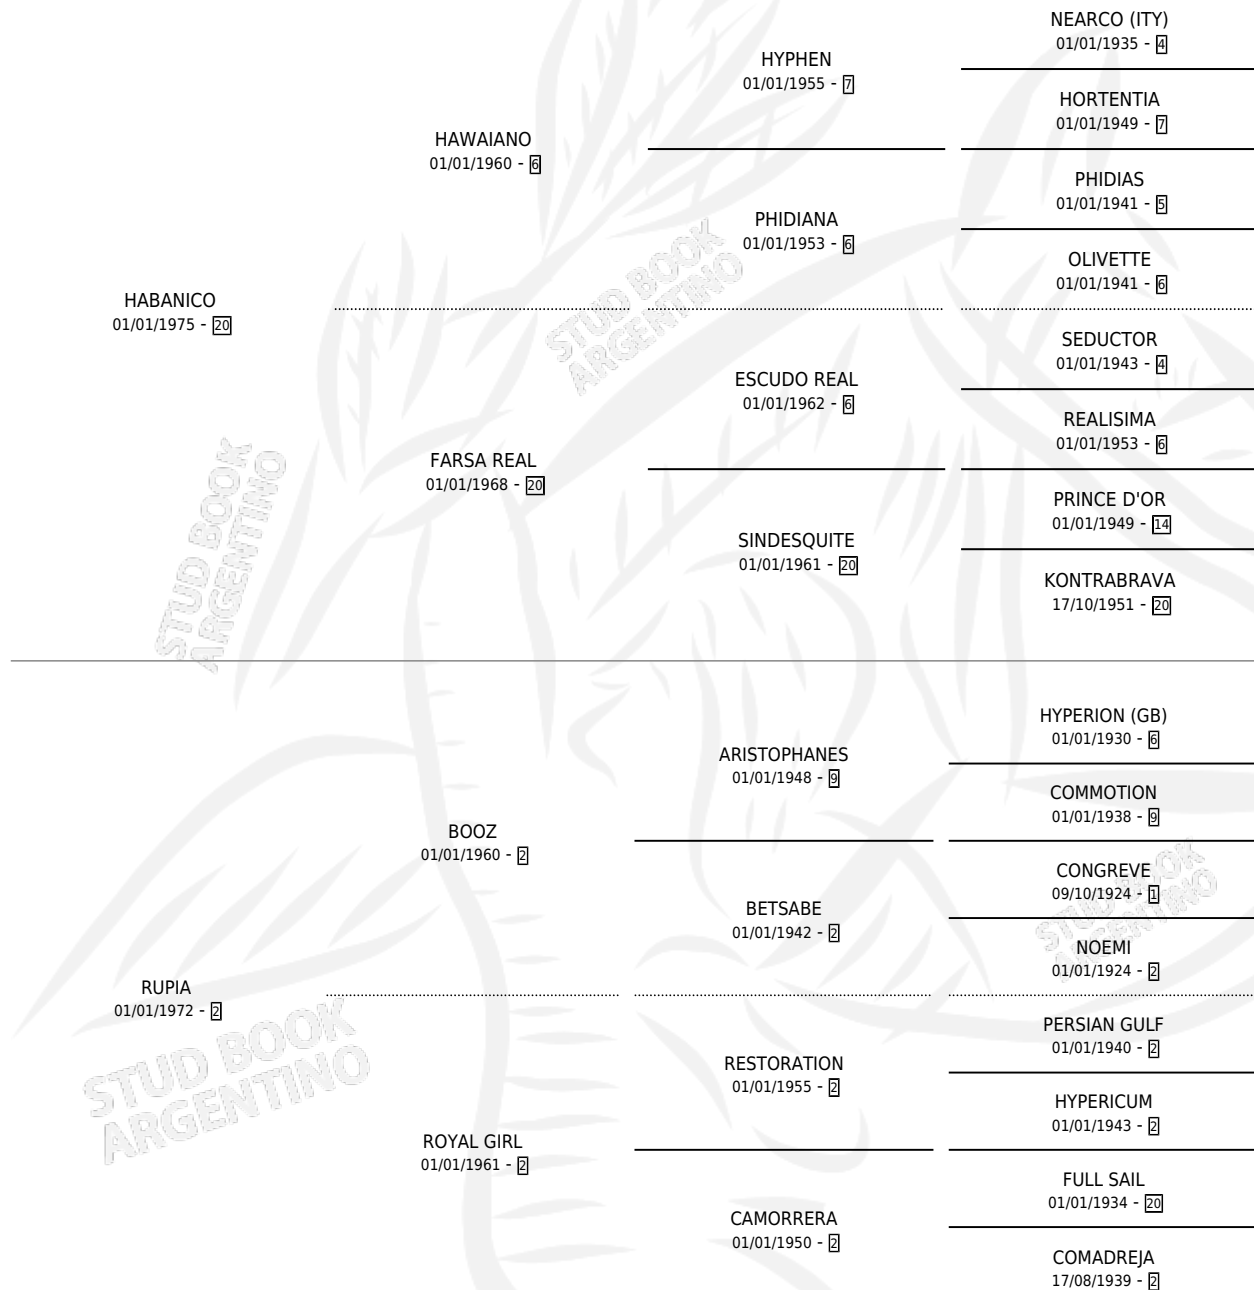 NEARCO (ITY)
01/01/1935 - 4
HYPHEN
01/01/1955 - 7
HORTENTIA
01/01/1949 - 7
HAWAIANO
01/01/1960 - 6
PHIDIAS
01/01/1941 - 5
PHIDIANA
01/01/1953 - 6
OLIVETTE
01/01/1941 - 6
HABANICO
01/01/1975 - 20
SEDUCTOR
01/01/1943 - 4
ESCUDO REAL
01/01/1962 - 6
REALISIMA
01/01/1953 - 6
FARSA REAL
01/01/1968 - 20
PRINCE D'OR
01/01/1949 - 14
SINDESQUITE
01/01/1961 - 20
KONTRABRAVA
17/10/1951 - 20
HYPERION (GB)
01/01/1930 - 6
ARISTOPHANES
01/01/1948 - 9
COMMOTION
01/01/1938 - 9
BOOZ
01/01/1960 - 2
CONGREVE
09/10/1924 - 1
BETSABE
01/01/1942 - 2
NOEMI
01/01/1924 - 2
RUPIA
01/01/1972 - 2
PERSIAN GULF
01/01/1940 - 2
RESTORATION
01/01/1955 - 2
HYPERICUM
01/01/1943 - 2
ROYAL GIRL
01/01/1961 - 2
FULL SAIL
01/01/1934 - 20
CAMORRERA
01/01/1950 - 2
COMADREJA
17/08/1939 - 2
STUD BOOK
ARGENTINO
STUD BOOK
ARGENTINO
STUD BOOK
ARGENTINO
STUD BOOK
ARGENTINO